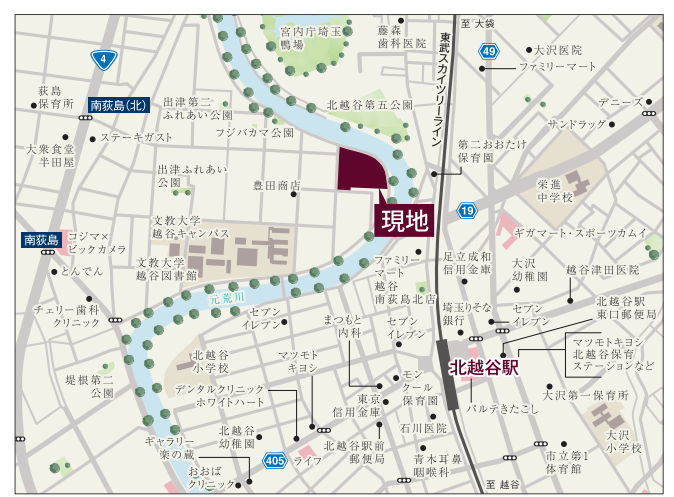 至 大袋
宮内庁埼玉
鴨場
藤森
歯科医院
東武スカイツリーライン
49
大沢医院
ファミリーマート
4
荻島
保育所
南荻島(北)
出津第二
ふれあい公園
北越谷第五公園
デニーズ
フジパカマ公園
サンドラッグ
大衆食堂
半田屋
ステーキガスト
第二おおたけ
保育園
出津ふれあい
公園
豊田商店
栄進
中学校
現地
19
文教大学
越谷キャンパス
南荻島
コジマ×
ビックカメラ
ギガマート・スポーツカムイ
とんでん
文教大学
越谷図書館
ファミリー
マート
越谷
南荻島北店
足立成和
信用金庫
大沢
幼稚園
越谷津田医院
元荒川
チェリー歯科
クリニック
セブン
イレブン
まつもと
内科
セブン
イレブン
埼玉りそな
銀行
セブン
イレブン
北越谷駅
東口郵便局
マツモトキヨシ
北越谷保育
ステーションなど
北越谷
小学校
マツモト
キヨシ
北越谷駅
堤根第二
公園
デンタルクリニック
ホワイトハート
モン
クール
保育園
東京
信用金庫
パルテきたこし
大沢第一保育所
ギャラリー
楽の蔵
北越谷
幼稚園
北越谷駅前
郵便局
石川医院
大沢
小学校
おおば
クリニック
405
ライフ
青木耳鼻
咽喉科
市立第1
体育館
至 越谷